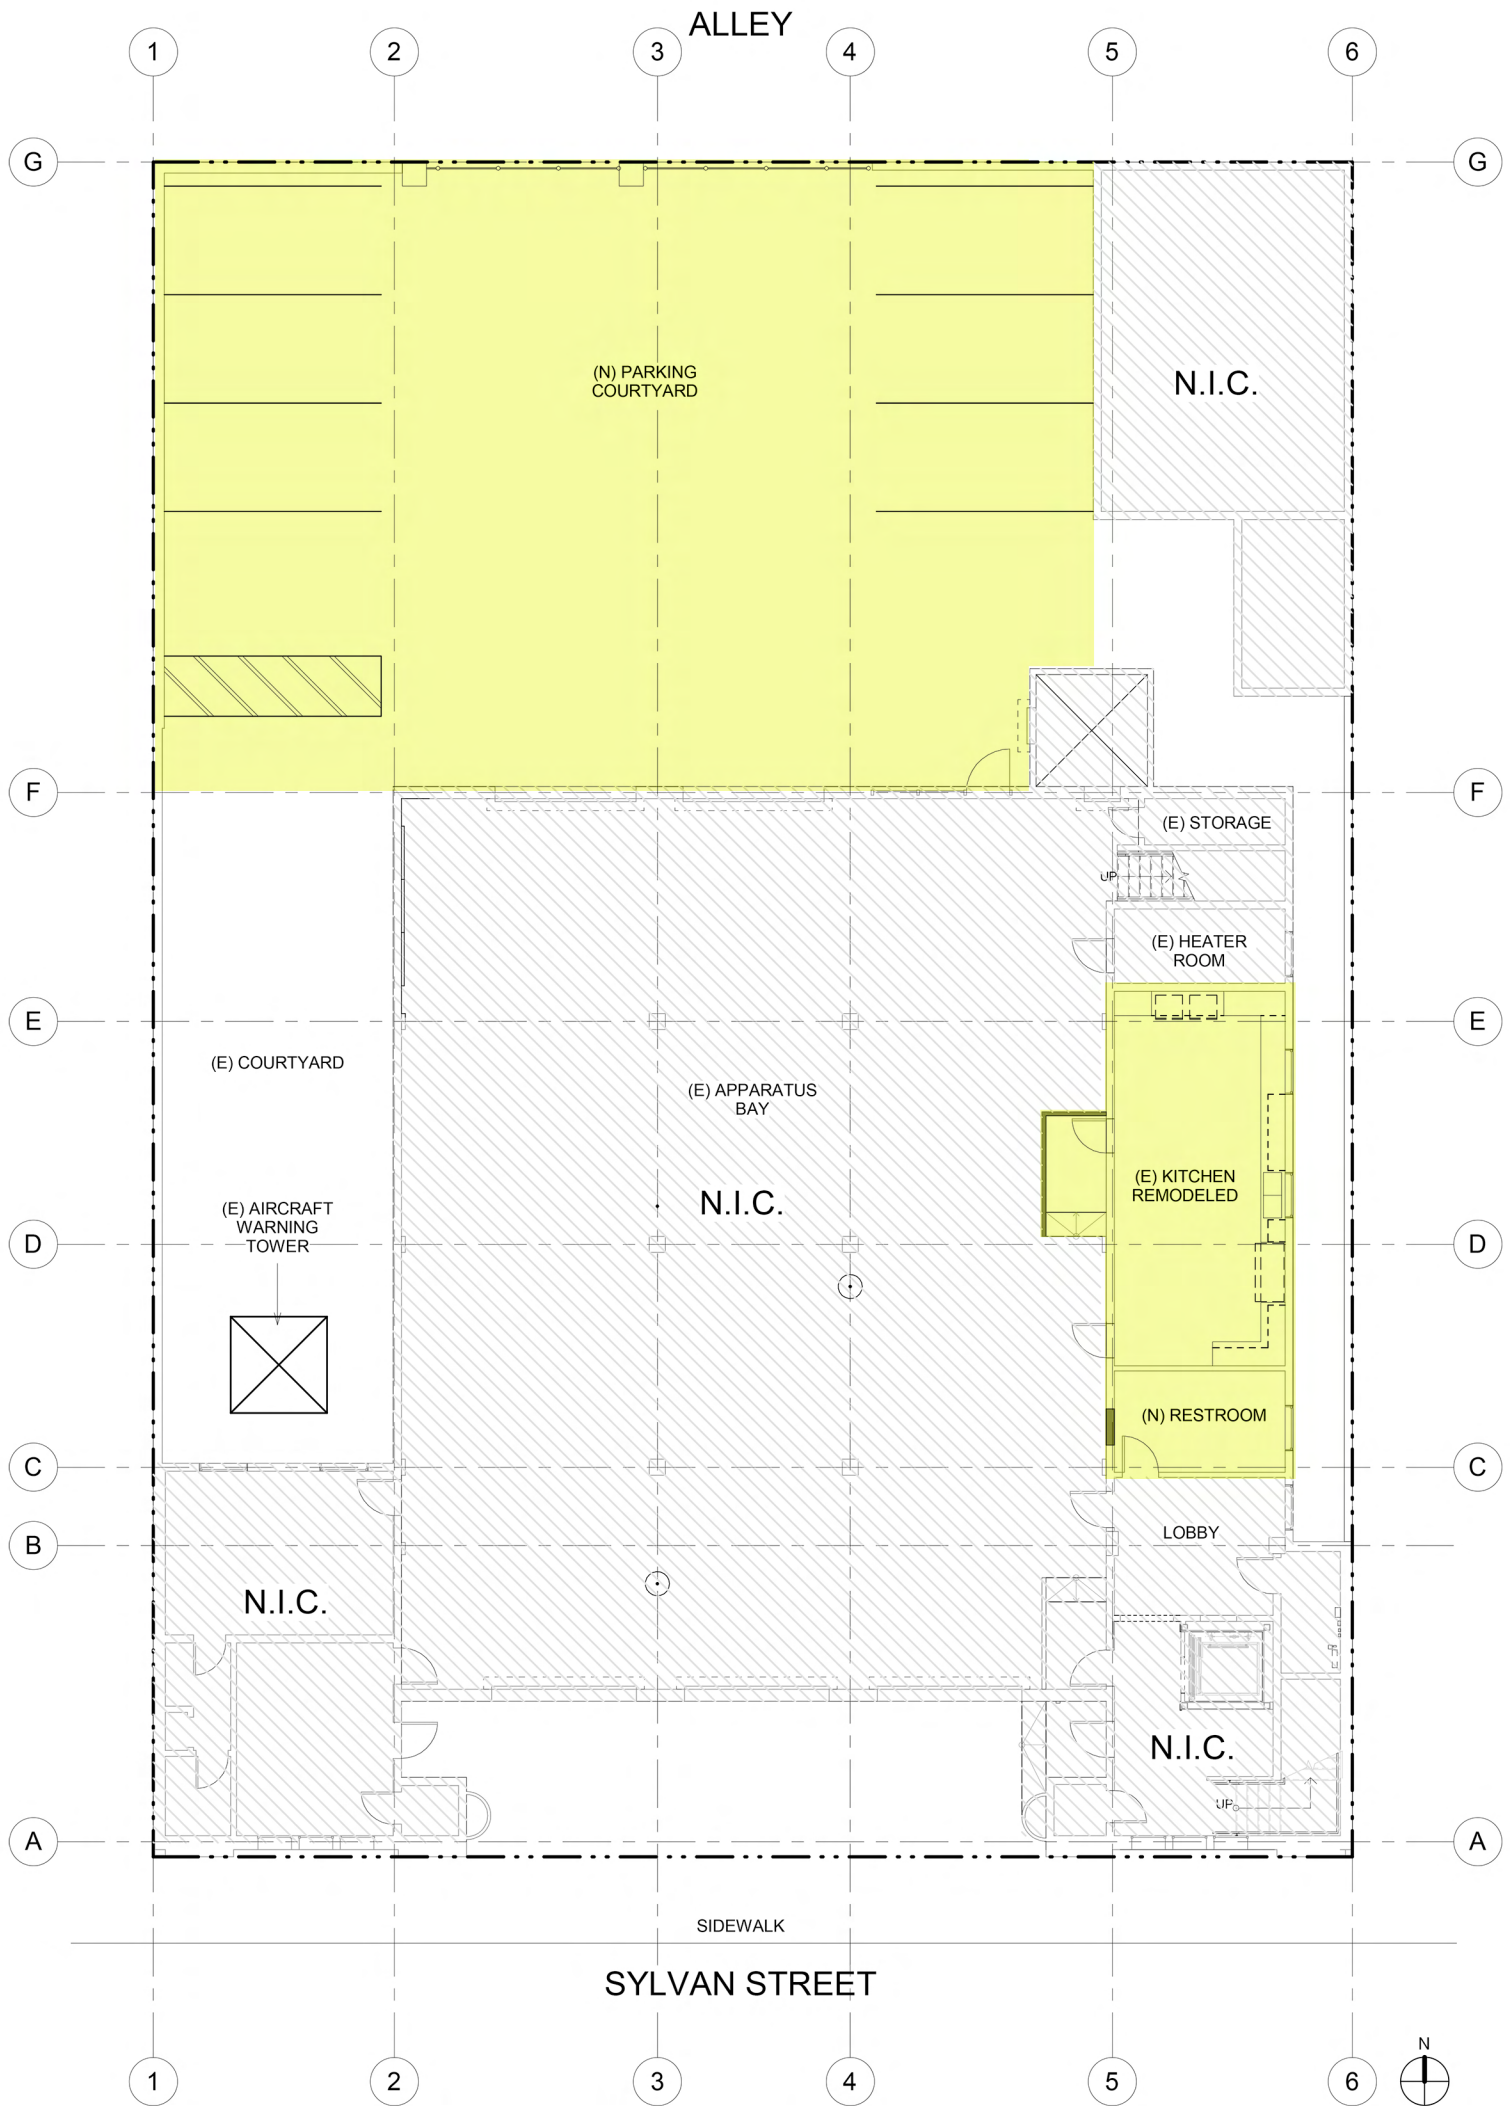 ALLEY
1 2 3 4 5 6
G G
(N) PARKING
COURTYARD
N.I.C.
F F
(E) STORAGE
UP
(E) HEATER
ROOM
E E
(E) COURTYARD
(E) APPARATUS
BAY
(E) KITCHEN
REMODELED
N.I.C.
(E) AIRCRAFT
WARNING
TOWER
D D
(N) RESTROOM
C C
LOBBY
B
N.I.C.
N.I.C.
UP
A A
SIDEWALK
SYLVAN STREET
N
1 2 3 4 5 6